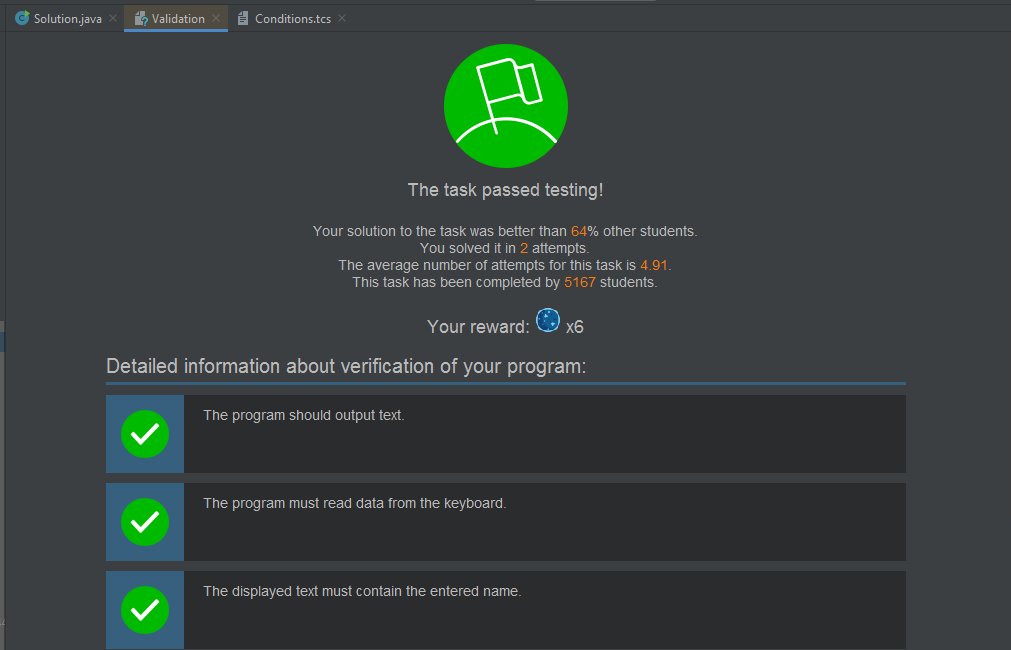 Solution.java
Validation
Conditions.tcs
The task passed testing!
Your solution to the task was better than 64% other students.
You solved it in 2 attempts.
The average number of attempts for this task is 4.91.
This task has been completed by 5167 students.
Your reward: x6
Detailed information about verification of your program:
The program should output text.
The program must read data from the keyboard.
The displayed text must contain the entered name.